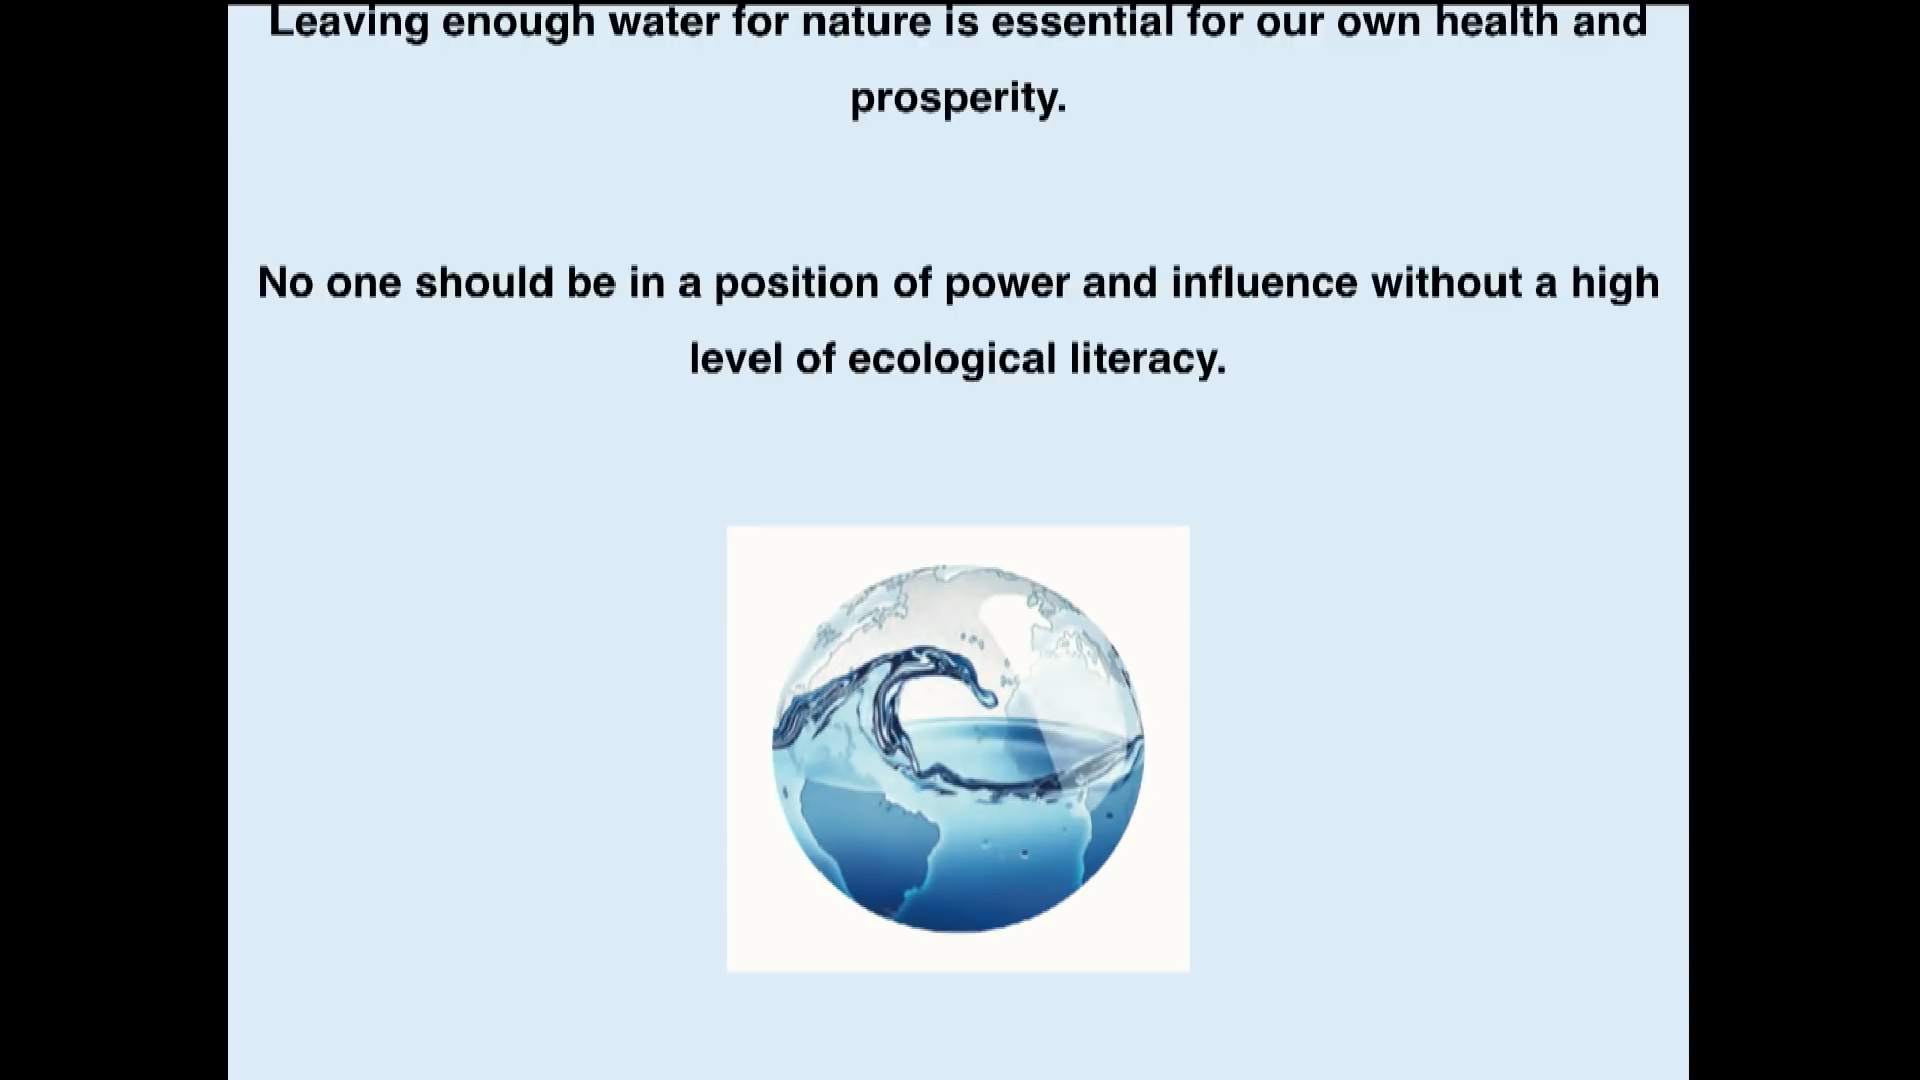 Leaving enough water for nature is essential for our own health and
prosperity.
No one should be in a position of power and influence without a high
level of ecological literacy.